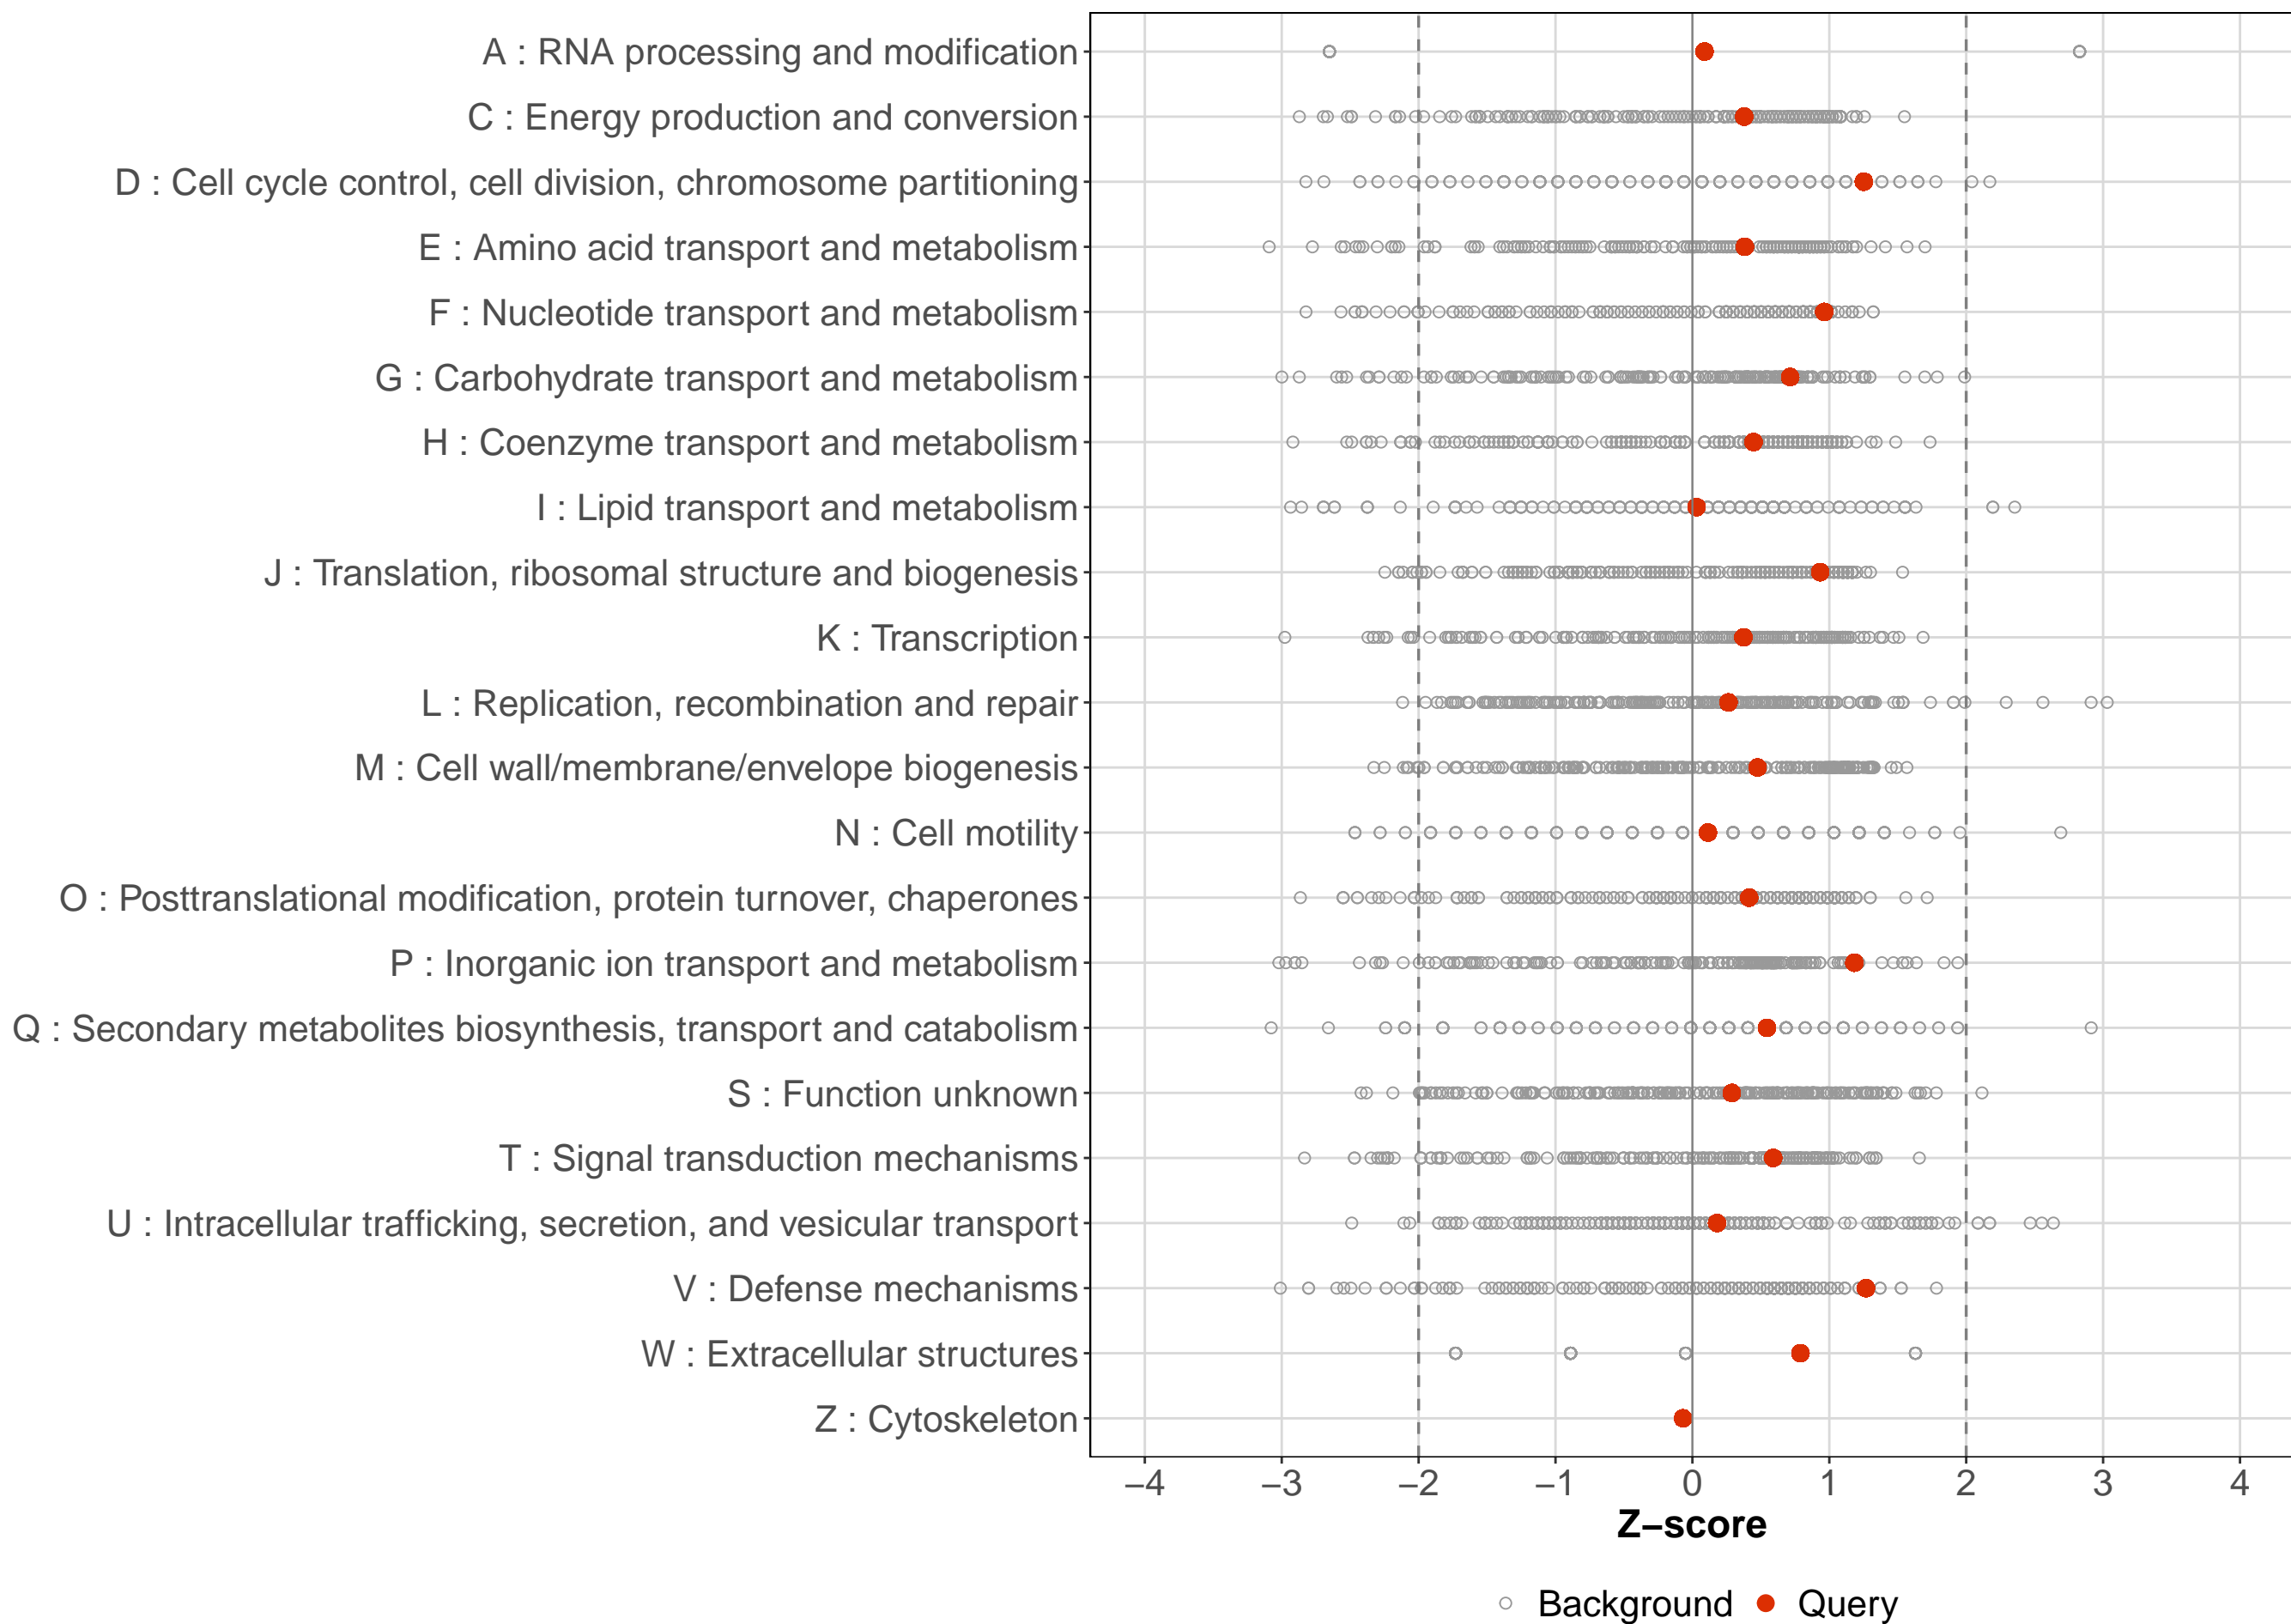 A : RNA processing and modification
C : Energy production and conversion
D : Cell cycle control, cell division, chromosome partitioning
E : Amino acid transport and metabolism
F : Nucleotide transport and metabolism
G : Carbohydrate transport and metabolism
H : Coenzyme transport and metabolism
I : Lipid transport and metabolism
J : Translation, ribosomal structure and biogenesis
K : Transcription
L : Replication, recombination and repair
M : Cell wall/membrane/envelope biogenesis
N : Cell motility
O : Posttranslational modification, protein turnover, chaperones
P : Inorganic ion transport and metabolism
Q : Secondary metabolites biosynthesis, transport and catabolism
S : Function unknown
T : Signal transduction mechanisms
U : Intracellular trafficking, secretion, and vesicular transport
V : Defense mechanisms
W : Extracellular structures
Z : Cytoskeleton
−4 −3 −2 −1 0 1 2 3 4
Z−score
Background Query